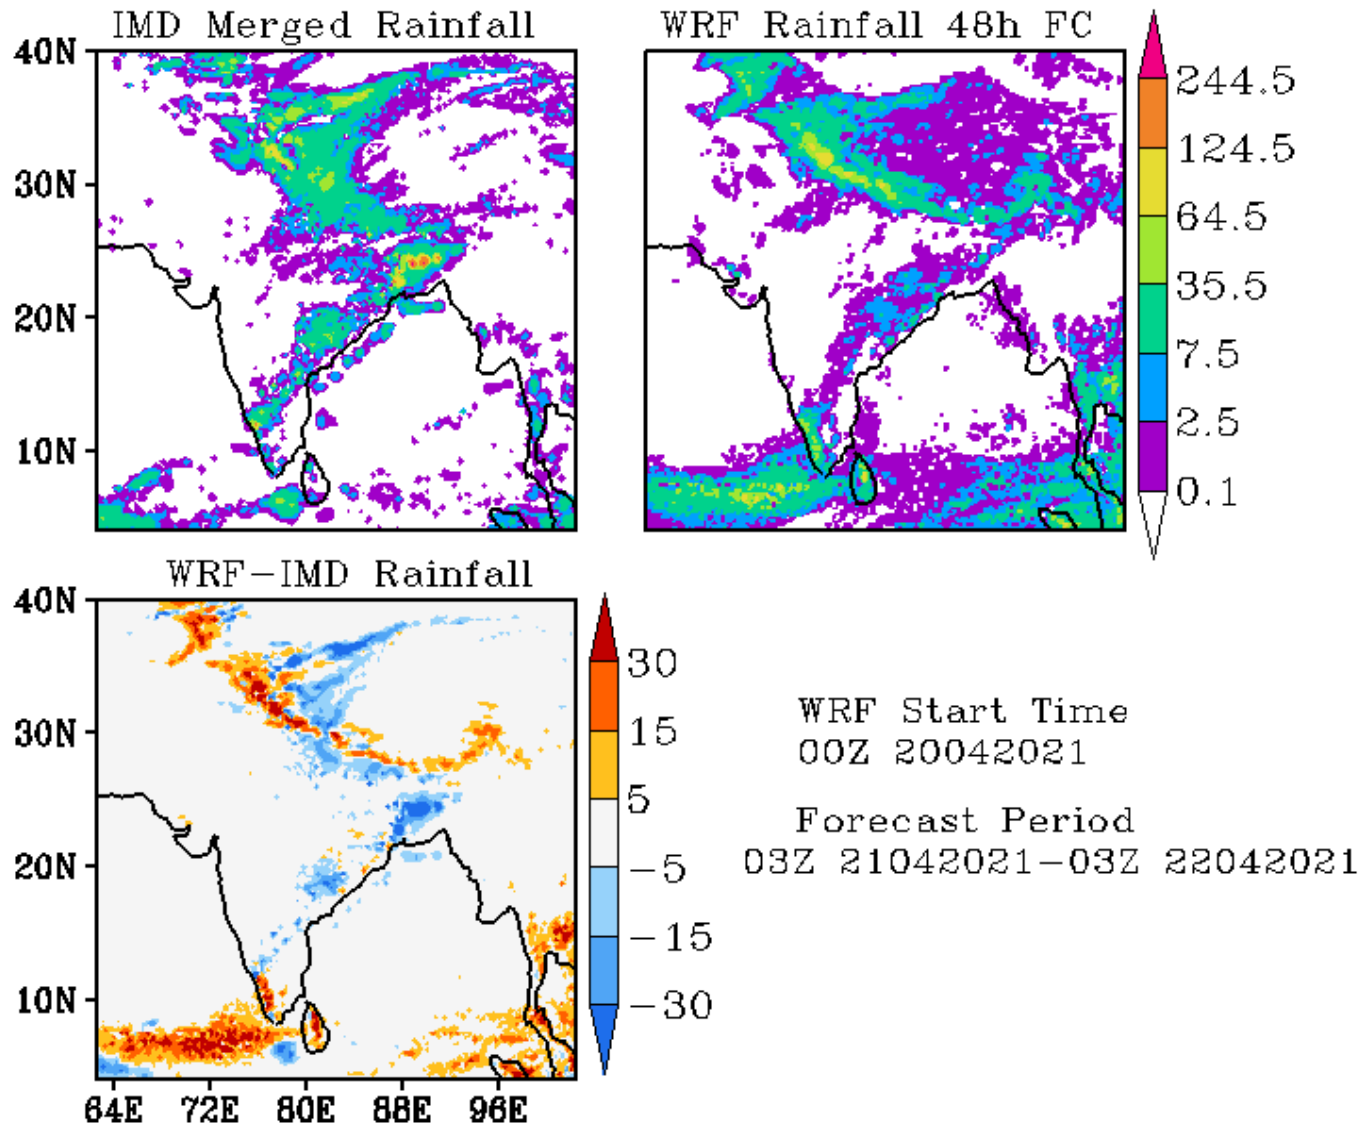 IMD Merged Rainfall
WRF Rainfall 48h FC
40N
30N
20N
10N
244.5
124.5
64.5
35.5
7.5
2.5
0.1
WRF-IMD Rainfall
40N
30N
20N
10N
64E 72E 80E 88E 96E
30
15
5
-5
-15
-30
WRF Start Time
00Z 20042021
Forecast Period
03Z 21042021-03Z 22042021